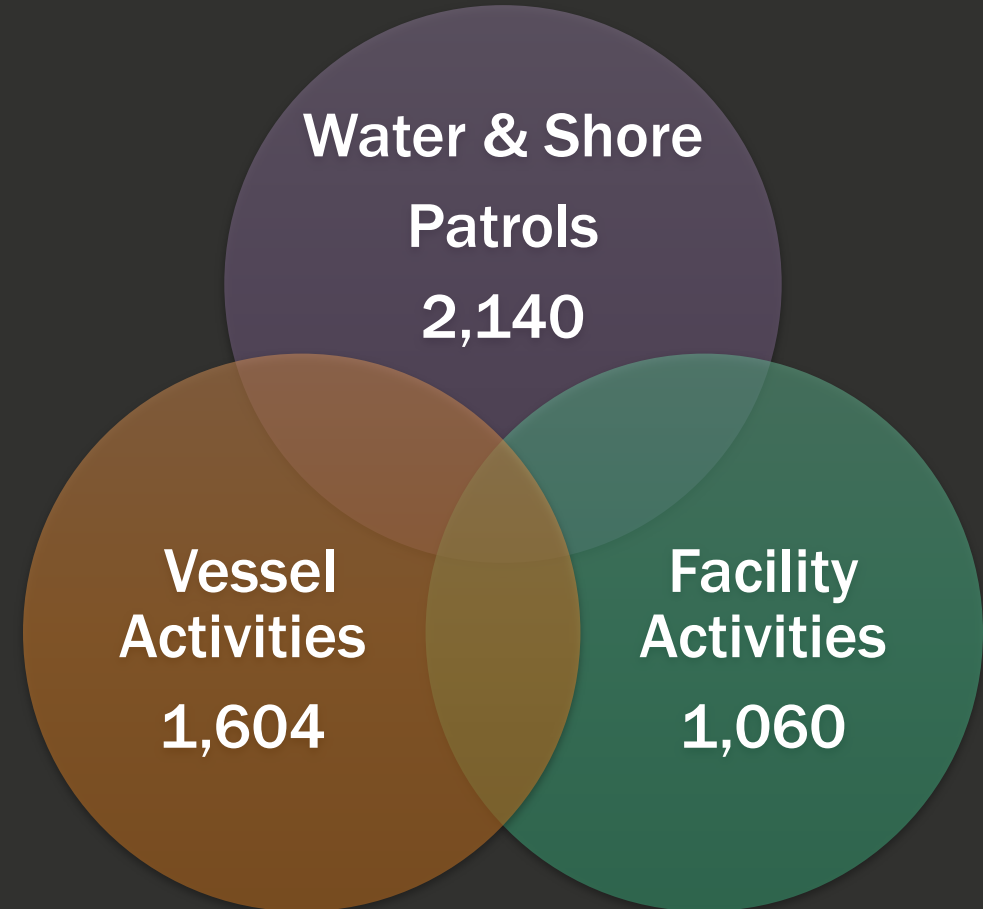 Water & Shore
Patrols
2,140
Vessel
Activities
1,604
Facility
Activities
1,060